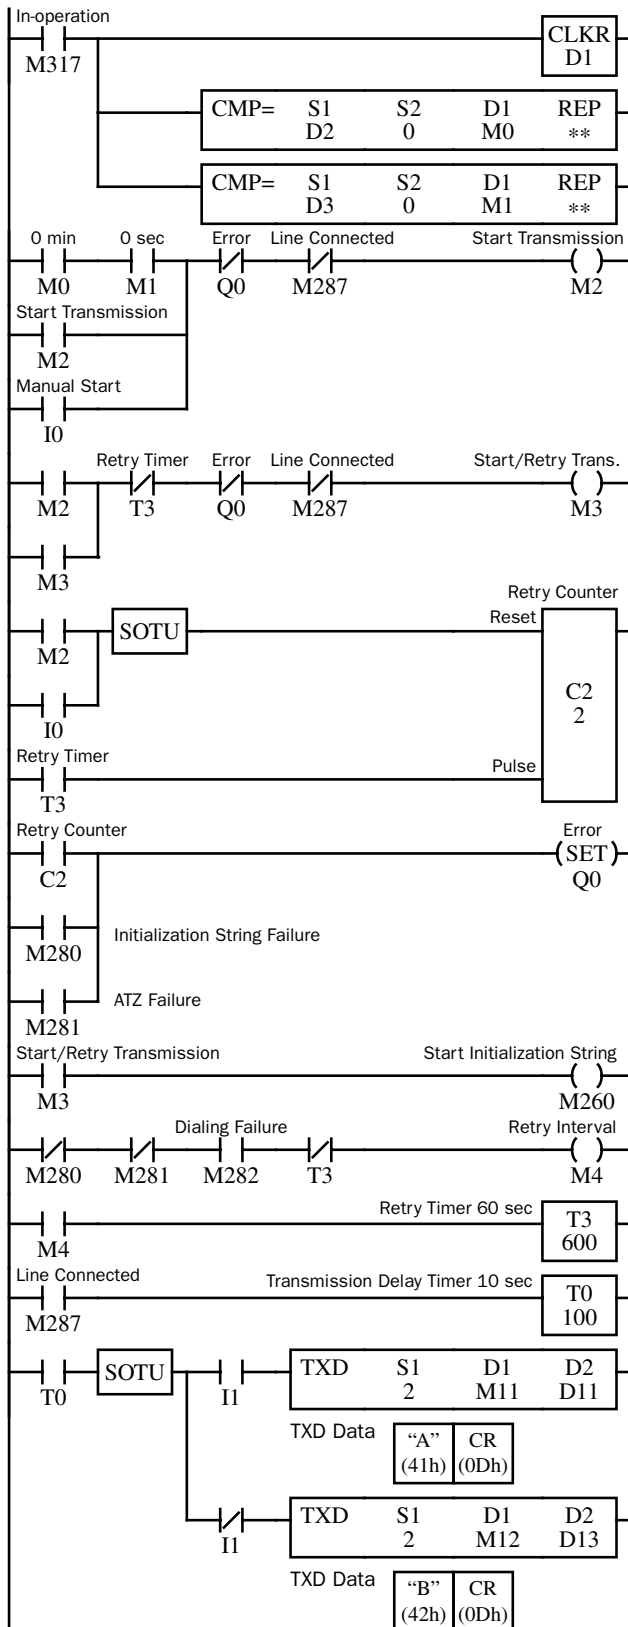 In-operation
M317
CLKR
D1
CMP= S1 S2 D1 REP
D2 0 M0 **
CMP= S1 S2 D1 REP
D3 0 M1 **
0 min 0 sec Error Line Connected Start Transmission
M0 M1 Q0 M287 M2
Start Transmission
M2
Manual Start
I0
Retry Timer Error Line Connected Start/Retry Trans.
M2 T3 Q0 M287 M3
M3
Retry Counter
Reset
M2 SOTU
C2
2
I0
Retry Timer Pulse
T3
Retry Counter Error
SET
C2 Q0
Initialization String Failure
M280
ATZ Failure
M281
Start/Retry Transmission Start Initialization String
M3 M260
Dialing Failure Retry Interval
M280 M281 M282 T3 M4
Retry Timer 60 sec T3
M4 600
Line Connected Transmission Delay Timer 10 sec T0
M287 100
SOTU TXD S1 D1 D2
T0 I1 2 M11 D11
TXD Data “A” CR
(41h) (0Dh)
TXD S1 D1 D2
I1 2 M12 D13
TXD Data “B” CR
(42h) (0Dh)